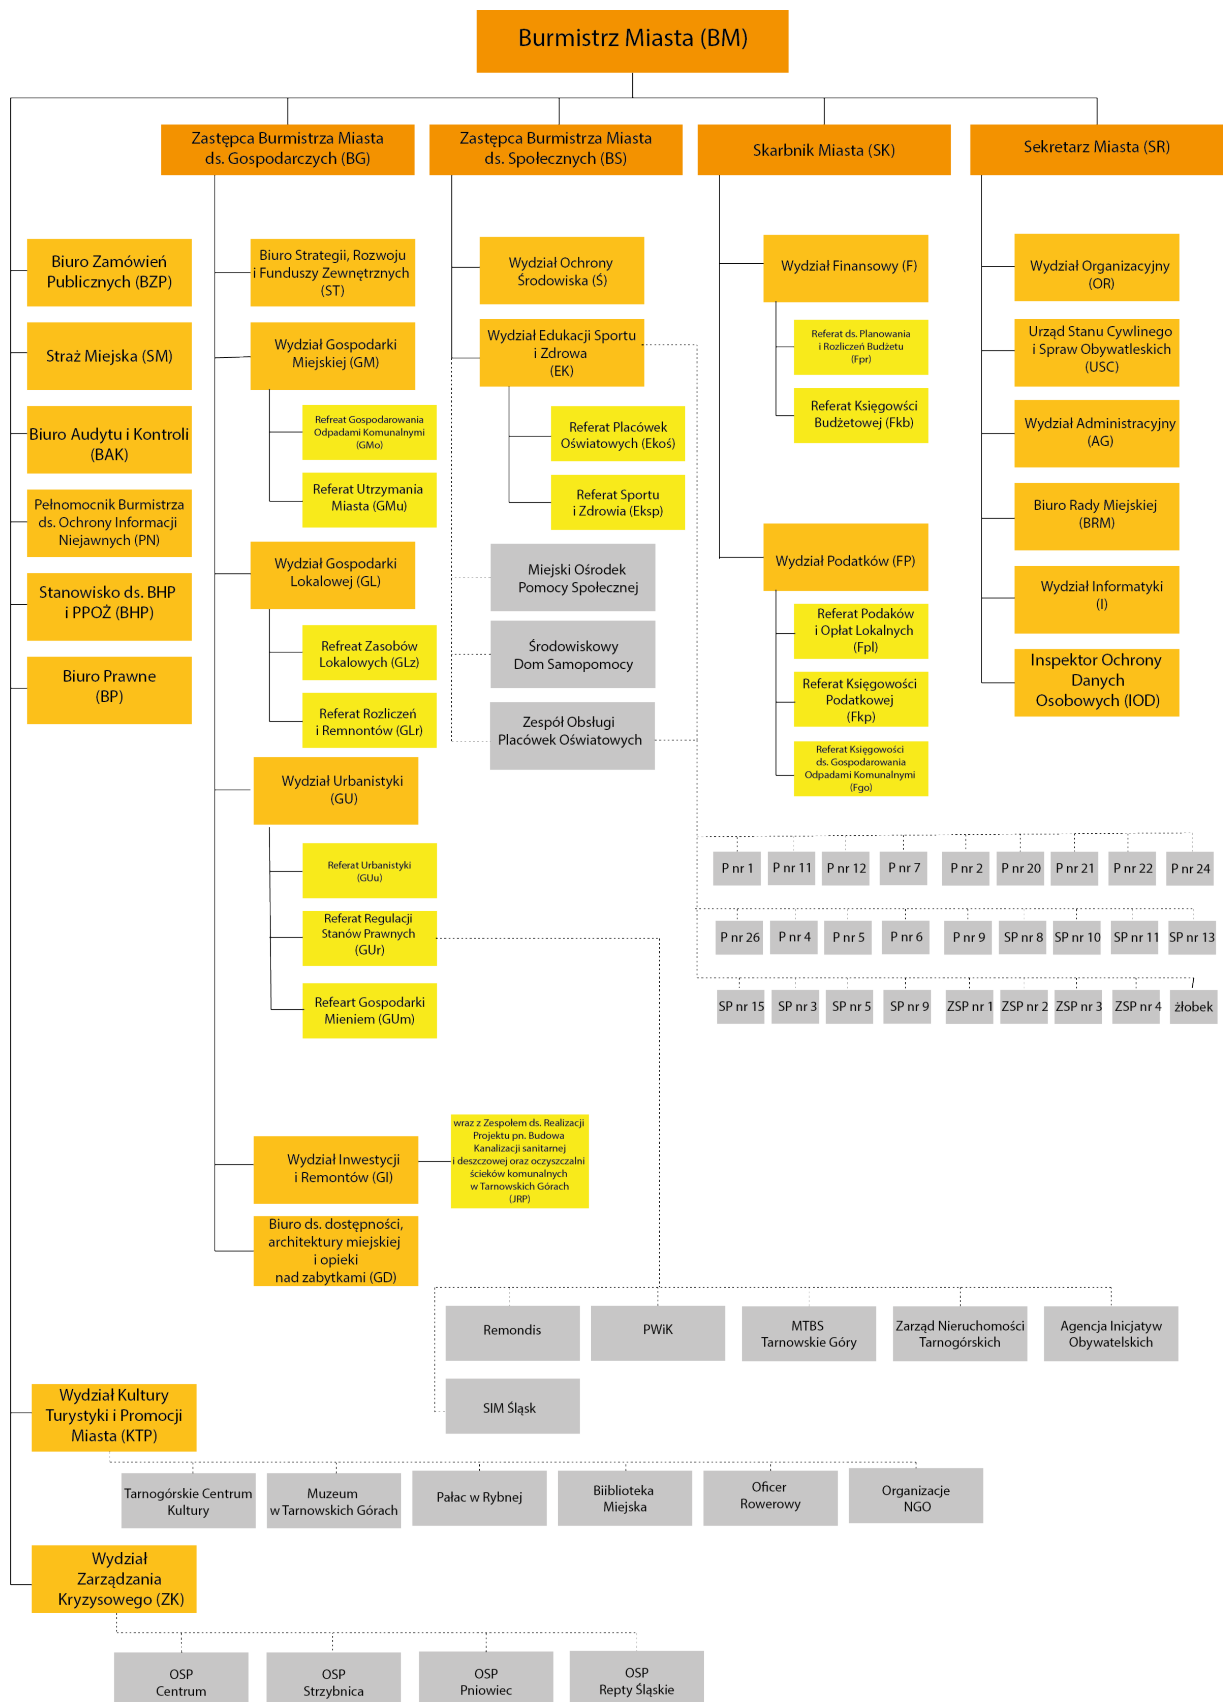 Burmistrz Miasta (BM)
Zastępca Burmistrza Miasta
ds. Gospodarczych (BG)
Zastępca Burmistrza Miasta
ds. Społecznych (BS)
Skarbnik Miasta (SK)
Sekretarz Miasta (SR)
Biuro Zamówień
Publicznych (BZP)
Straż Miejska (SM)
Biuro Audytu i Kontroli
(BAK)
Pełnomocnik Burmistrza
ds. Ochrony Informacji
Niejawnych (PN)
Stanowisko ds. BHP
i PPOŻ (BHP)
Biuro Prawne
(BP)
Biuro Strategii, Rozwoju
i Funduszy Zewnętrznych
(ST)
Wydział Gospodarki
Miejskiej (GM)
Refreat Gospodarowania
Odpadami Komunalnymi
(GMo)
Referat Utrzymania
Miasta (GMu)
Wydział Gospodarki
Lokalowej (GL)
Refreat Zasobów
Lokalowych (GLz)
Referat Rozliczeń
i Remnontów (GLr)
Wydział Urbanistyki
(GU)
Referat Urbanistyki
(GUu)
Referat Regulacji
Stanów Prawnych
(GUr)
Refeart Gospodarki
Mieniem (GUm)
Wydział Inwestycji
i Remontów (GI)
wraz z Zespołem ds. Realizacji
Projektu pn. Budowa
Kanalizacji sanitarnej
i deszczowej oraz oczyszczalni
ścieków komunalnych
w Tarnowskich Górach
(JRP)
Biuro ds. dostępności,
architektury miejskiej
i opieki
nad zabytkami (GD)
Wydział Ochrony
Środowiska (Ś)
Wydział Edukacji Sportu
i Zdrowa
(EK)
Referat Placówek
Oświatowych (Ekoś)
Referat Sportu
i Zdrowia (Eksp)
Miejski Ośrodek
Pomocy Społecznej
Środowiskowy
Dom Samopomocy
Zespół Obsługi
Placówek Oświatowych
Wydział Finansowy (F)
Referat ds. Planowania
i Rozliczeń Budżetu
(Fpr)
Referat Księgowści
Budżetowej (Fkb)
Wydział Podatków (FP)
Referat Podaków
i Opłat Lokalnych
(Fpl)
Referat Księgowości
Podatkowej
(Fkp)
Referat Księgowości
ds. Gospodarowania
Odpadami Komunalnymi
(Fgo)
Wydział Organizacyjny
(OR)
Urząd Stanu Cywlinego
i Spraw Obywatleskich
(USC)
Wydział Administracyjny
(AG)
Biuro Rady Miejskiej
(BRM)
Wydział Informatyki
(I)
Inspektor Ochrony
Danych
Osobowych (IOD)
P nr 1 P nr 11 P nr 12 P nr 7 P nr 2 P nr 20 P nr 21 P nr 22 P nr 24
P nr 26 P nr 4 P nr 5 P nr 6 P nr 9 SP nr 8 SP nr 10 SP nr 11 SP nr 13
SP nr 15 SP nr 3 SP nr 5 SP nr 9 ZSP nr 1 ZSP nr 2 ZSP nr 3 ZSP nr 4 żłobek
Remondis
PWiK
MTBS
Tarnowskie Góry
Zarząd Nieruchomości
Tarnogórskich
Agencja Inicjatyw
Obywatelskich
SIM Śląsk
Wydział Kultury
Turystyki i Promocji
Miasta (KTP)
Tarnogórskie Centrum
Kultury
Muzeum
w Tarnowskich Górach
Pałac w Rybnej
Biiblioteka
Miejska
Oficer
Rowerowy
Organizacje
NGO
Wydział
Zarządzania
Kryzysowego (ZK)
OSP
Centrum
OSP
Strzybnica
OSP
Pniowiec
OSP
Repty Śląskie